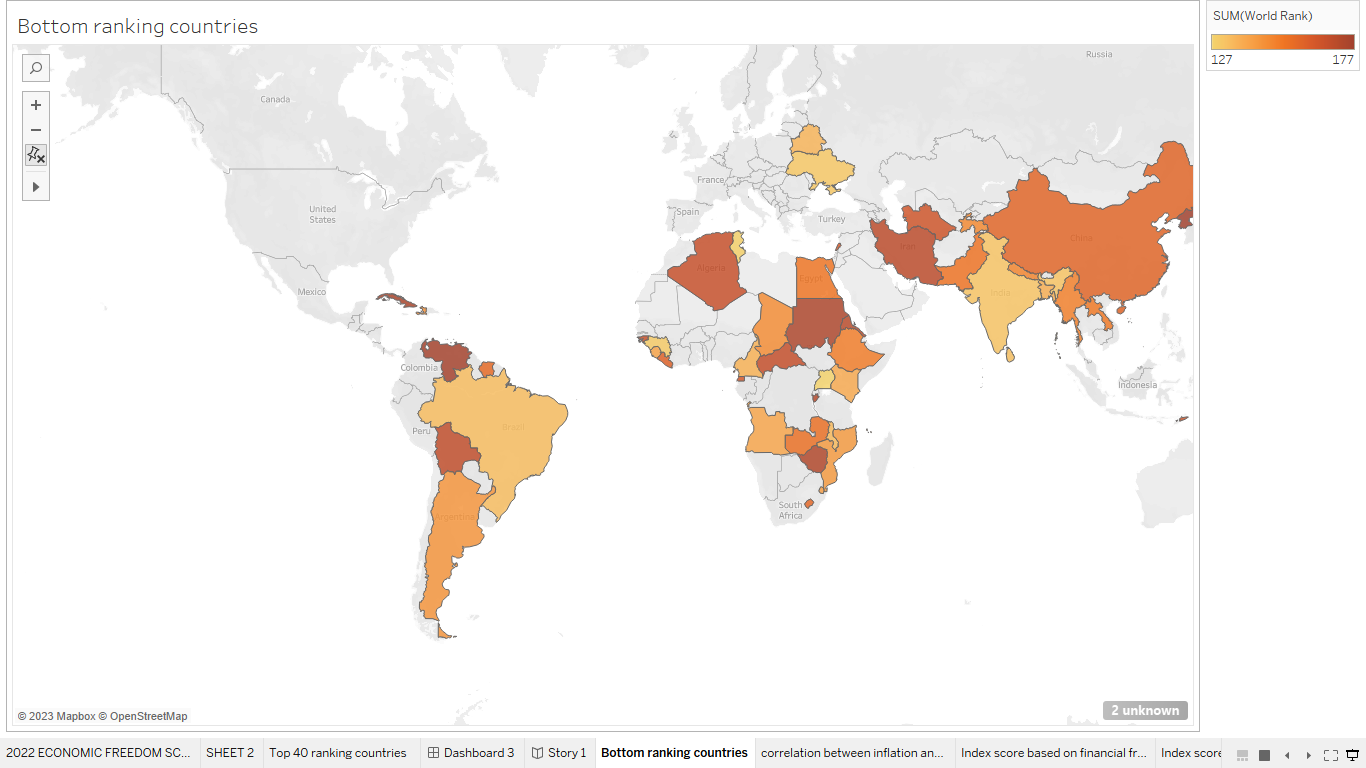 Bottom ranking countries
SUM(World Rank)
127 177
Russia
Canada
France
United
States
Spain
Turkey
Iran
China
Algeria
Egypt
Mexico
India
Colombia
Indonesia
Peru
Brazil
South
Africa
Argentina
© 2023 Mapbox © OpenStreetMap
2 unknown
2022 ECONOMIC FREEDOM SC... SHEET 2 Top 40 ranking countries Dashboard 3 Story 1 Bottom ranking countries correlation between inflation an... Index score based on financial fr... Index score